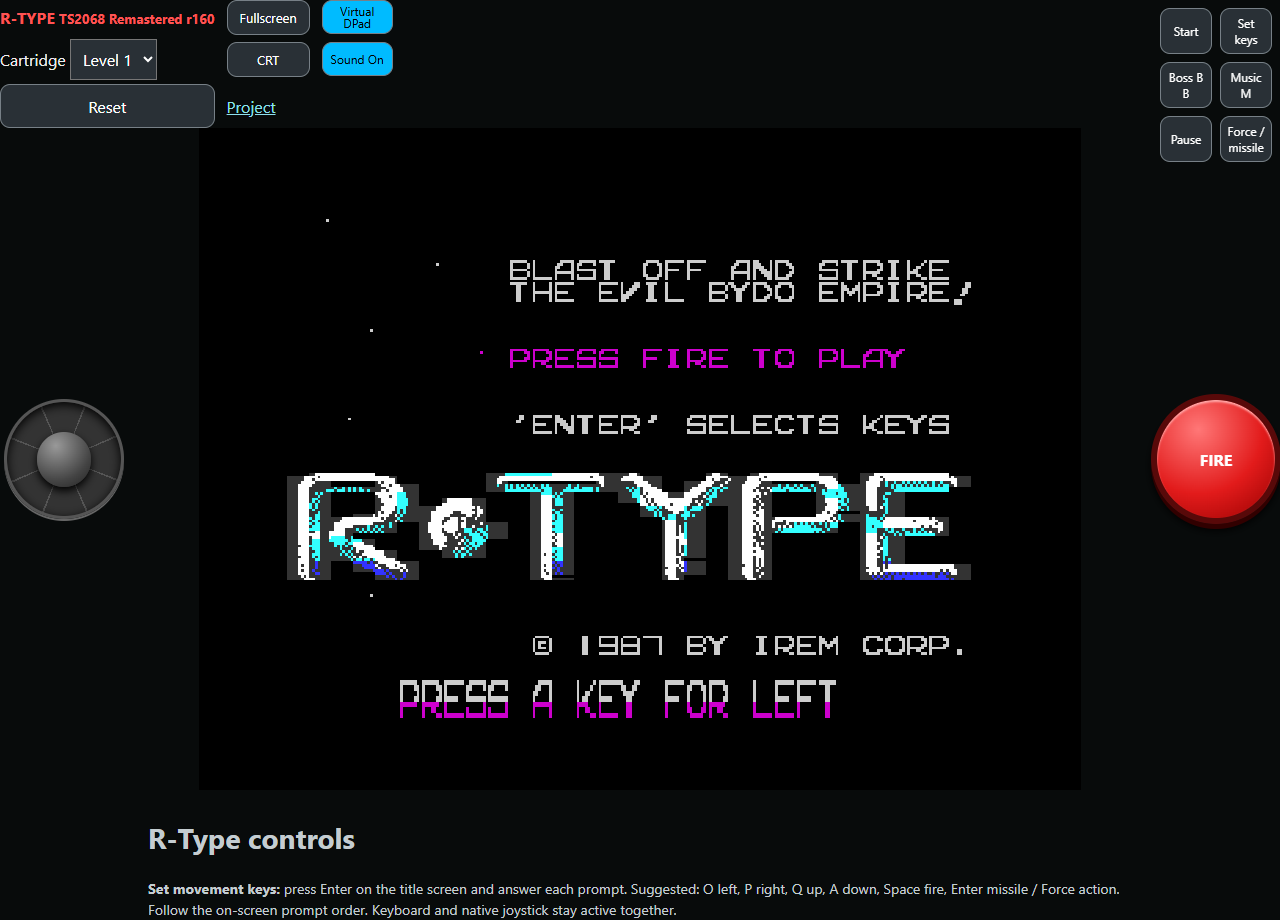 R-TYPE TS2068 Remastered r160
Fullscreen
Virtual DPad
Cartridge Level 1
CRT
Sound On
Reset
Project
Start
Set keys
Boss B B
Music M
Pause
Force / missile
BLAST OFF AND STRIKE
THE EVIL BYDO EMPIRE!
PRESS FIRE TO PLAY
'ENTER' SELECTS KEYS
FIRE
R•TYPE
© 1987 BY IREM CORP.
PRESS A KEY FOR LEFT
R-Type controls
Set movement keys: press Enter on the title screen and answer each prompt. Suggested: O left, P right, Q up, A down, Space fire, Enter missile / Force action.
Follow the on-screen prompt order. Keyboard and native joystick stay active together.